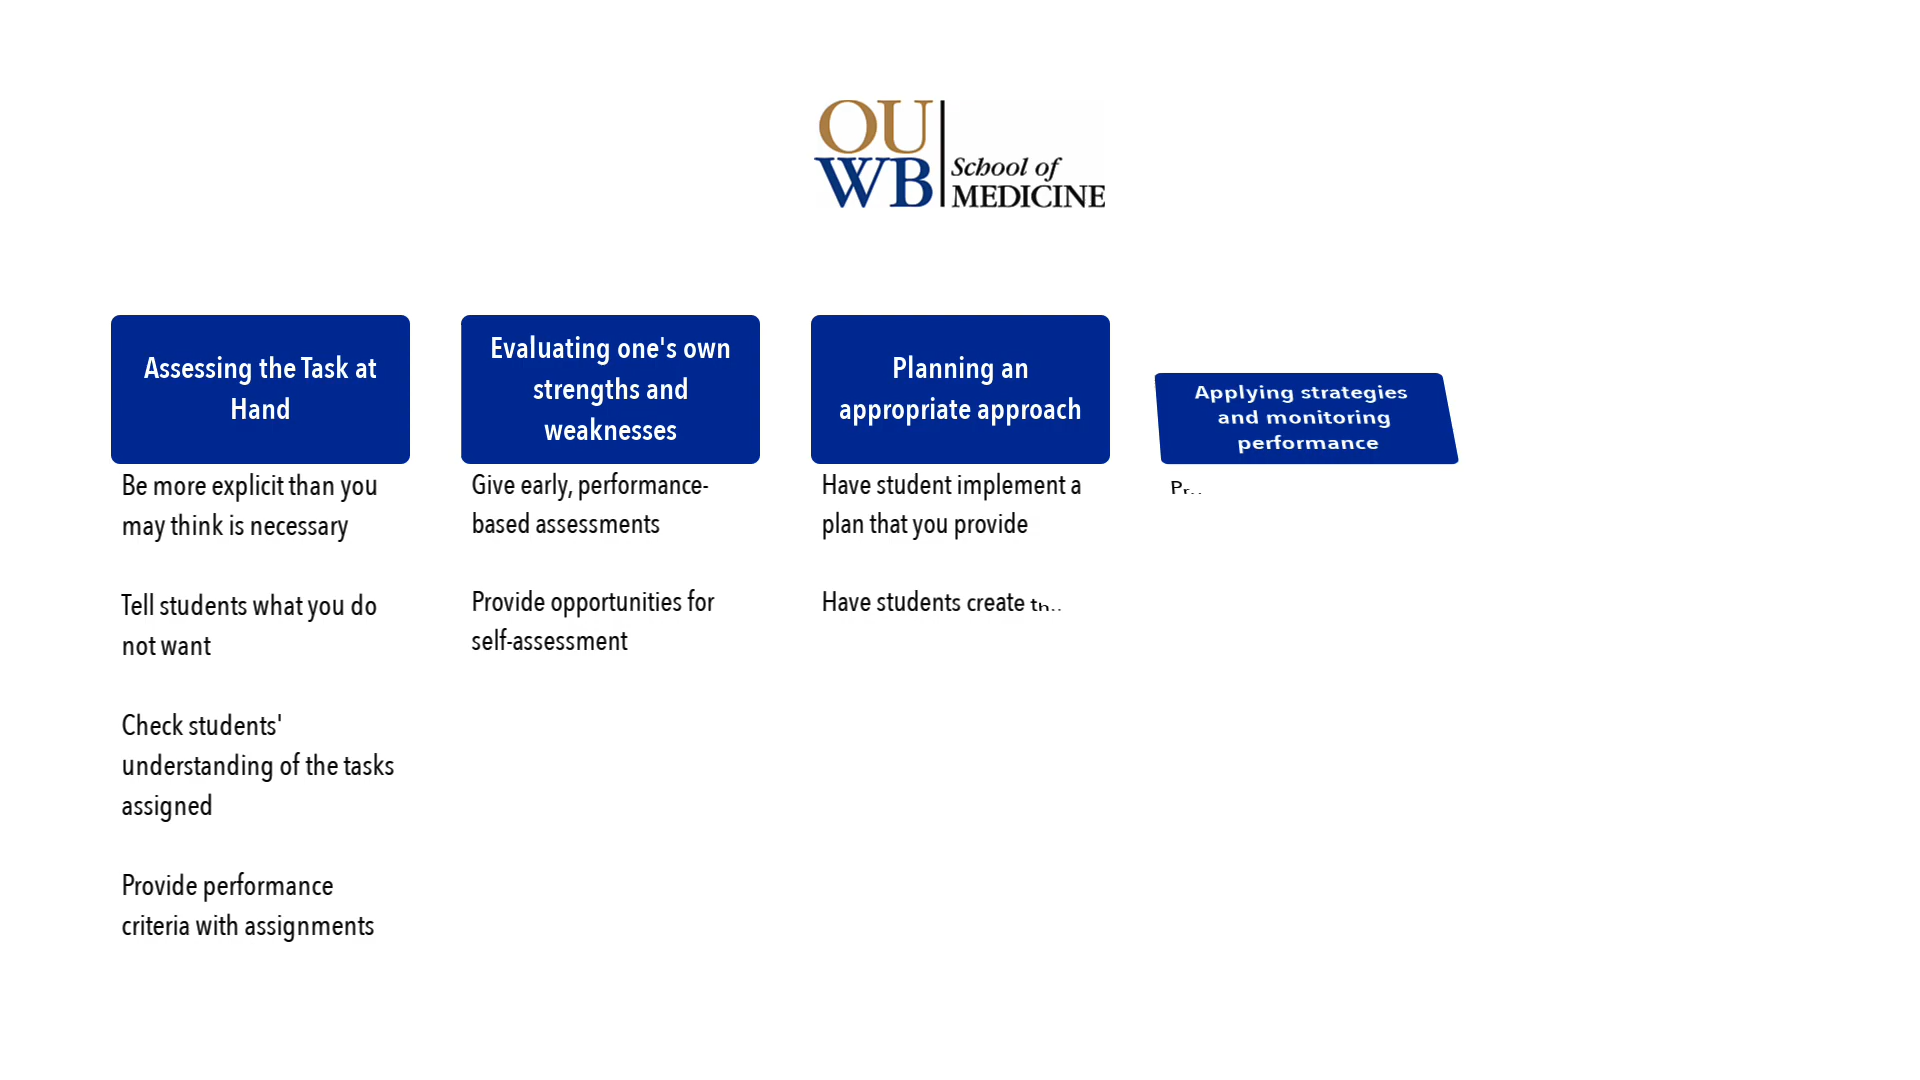 OU
WB
School of
MEDICINE
Assessing the Task at
Hand
Be more explicit than you
may think is necessary
Tell students what you do
not want
Check students'
understanding of the tasks
assigned
Provide performance
criteria with assignments
Evaluating one's own
strengths and
weaknesses
Give early, performance-
based assessments
Provide opportunities for
self-assessment
Planning an
appropriate approach
Have student implement a
plan that you provide
Have students create
Applying strategies
and monitoring
performance